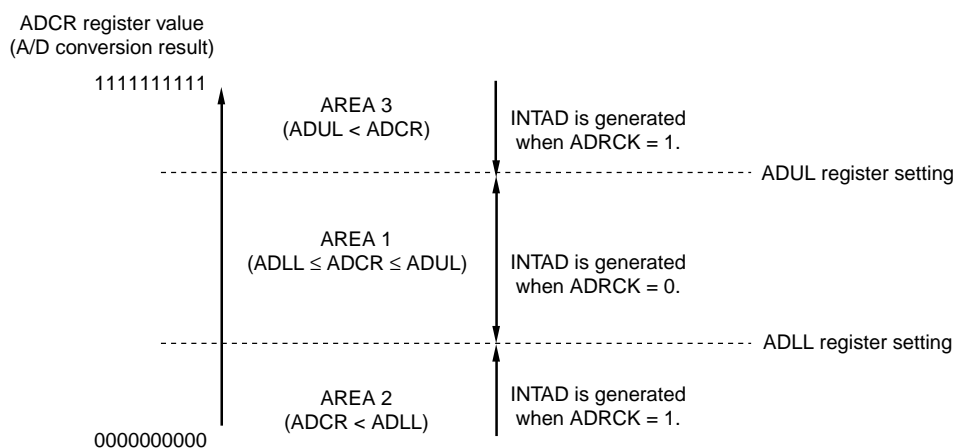 ADCR register value
(A/D conversion result)
1111111111
AREA 3
(ADUL < ADCR)
INTAD is generated
when ADRCK = 1.
ADUL register setting
AREA 1
(ADLL ≤ ADCR ≤ ADUL)
INTAD is generated
when ADRCK = 0.
ADLL register setting
AREA 2
(ADCR < ADLL)
INTAD is generated
when ADRCK = 1.
0000000000